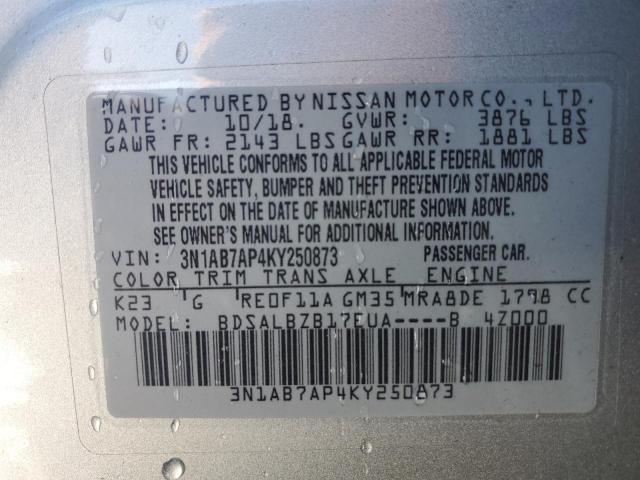 MANUFACTURED BY NISSAN MOTOR CO., LTD.
DATE: 10/18. GVWR: 3876 LBS
GAWR FR: 2143 LBS GAWR RR: 1881 LBS
THIS VEHICLE CONFORMS TO ALL APPLICABLE FEDERAL MOTOR
VEHICLE SAFETY, BUMPER AND THEFT PREVENTION STANDARDS
IN EFFECT ON THE DATE OF MANUFACTURE SHOWN ABOVE.
SEE OWNER'S MANUAL FOR ADDITIONAL INFORMATION.
VIN: 3N1AB7AP4KY250873 PASSENGER CAR.
COLOR TRIM TRANS AXLE ENGINE
K23 G RE0F11A GM35 MRA8DE 1798 CC
MODEL: BDSALBZB17EUA----B 4Z000
3N1AB7AP4KY250873